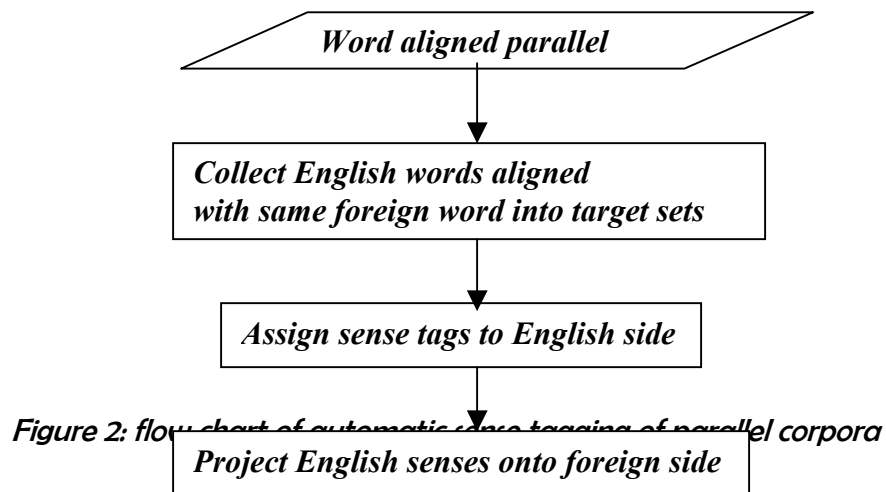 Word aligned parallel
Collect English words aligned
with same foreign word into target sets
Assign sense tags to English side
Figure 2: flow chart of automatic sense tagging of parallel corpora
Project English senses onto foreign side